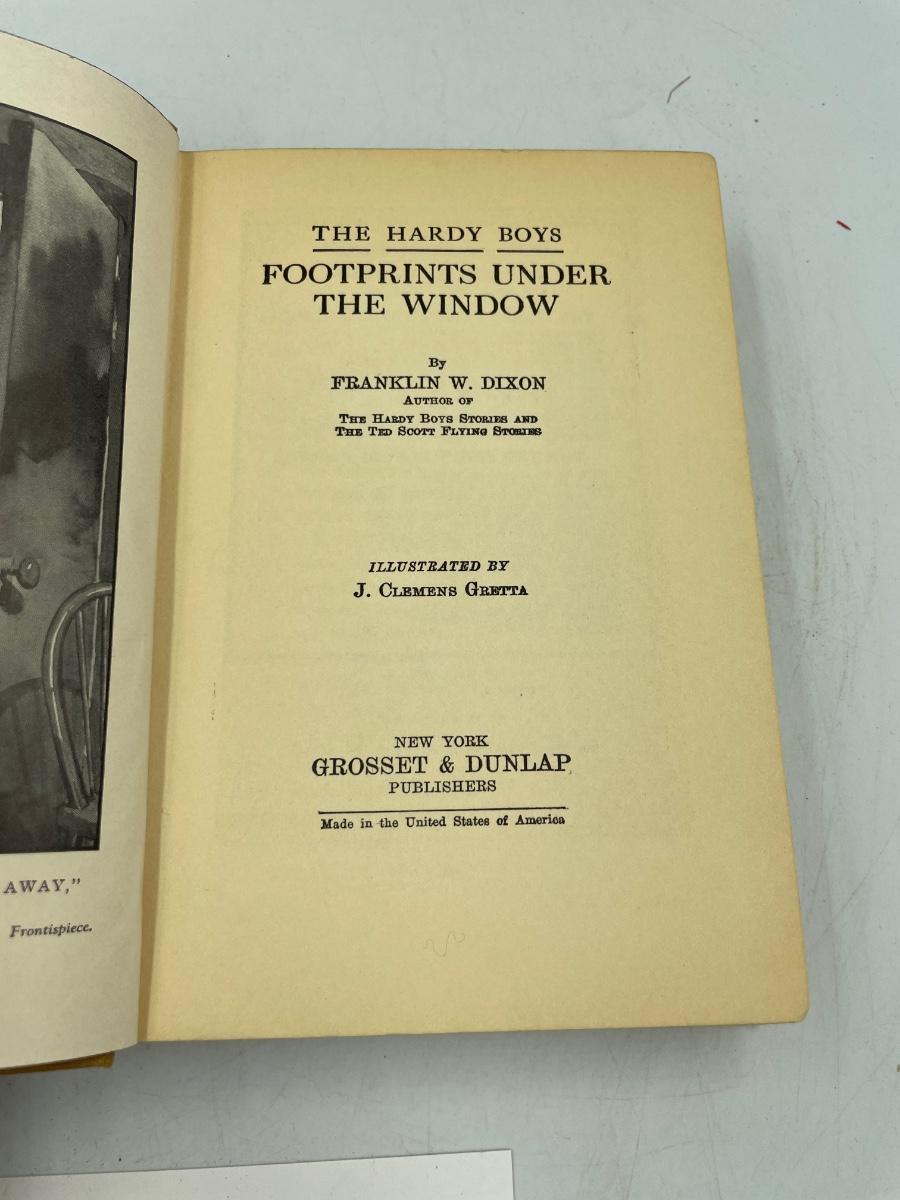 AWAY,"
Frontispiece.
THE HARDY BOYS
FOOTPRINTS UNDER
THE WINDOW
By
FRANKLIN W. DIXON
AUTHOR OF
THE HARDY BOYS STORIES AND
THE TED SCOTT FLYING STORIES
ILLUSTRATED BY
J. CLEMENS GRETTA
NEW YORK
GROSSET & DUNLAP
PUBLISHERS
Made in the United States of America